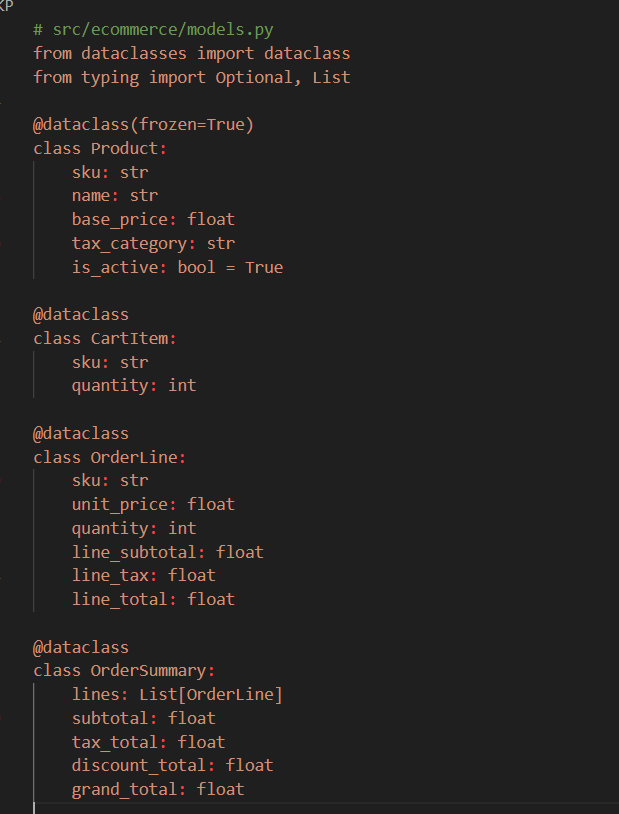 KP
# src/ecommerce/models.py
from dataclasses import dataclass
from typing import Optional, List
@dataclass(frozen=True)
class Product:
    sku: str
    name: str
    base_price: float
    tax_category: str
    is_active: bool = True
@dataclass
class CartItem:
    sku: str
    quantity: int
@dataclass
class OrderLine:
    sku: str
    unit_price: float
    quantity: int
    line_subtotal: float
    line_tax: float
    line_total: float
@dataclass
class OrderSummary:
    lines: List[OrderLine]
    subtotal: float
    tax_total: float
    discount_total: float
    grand_total: float